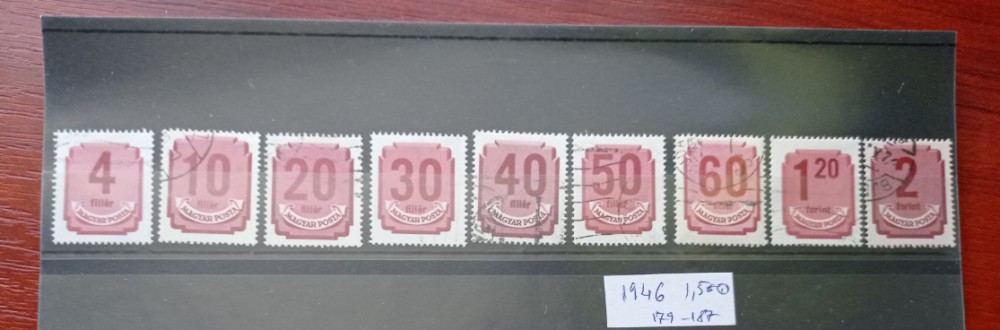 4 10 20 30 40 50 60 1 20 2
fillér fillér fillér fillér fillér fillér fillér forint forint
MAGYAR POSTA MAGYAR POSTA MAGYAR POSTA MAGYAR POSTA MAGYAR POSTA MAGYAR POSTA MAGYAR POSTA MAGYAR POSTA MAGYAR POSTA
1946
179-187